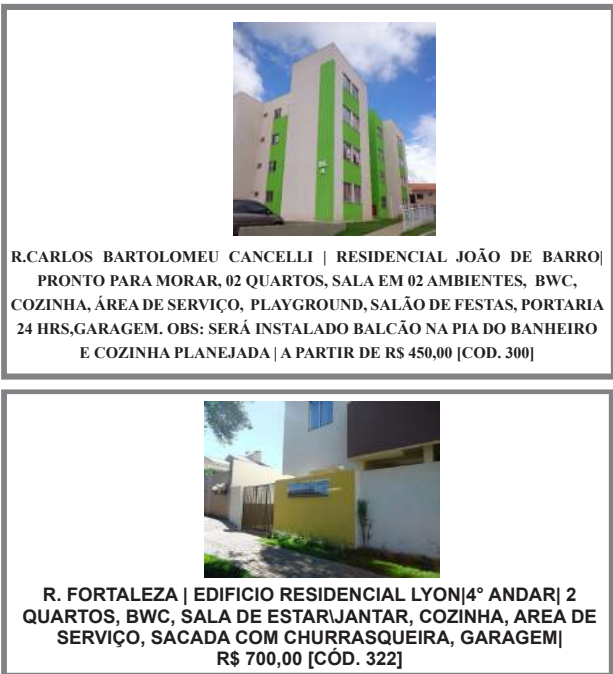 R.CARLOS BARTOLOMEU CANCELLI | RESIDENCIAL JOÃO DE BARRO|
PRONTO PARA MORAR, 02 QUARTOS, SALA EM 02 AMBIENTES, BWC,
COZINHA, ÁREA DE SERVIÇO, PLAYGROUND, SALÃO DE FESTAS, PORTARIA
24 HRS,GARAGEM. OBS: SERÁ INSTALADO BALCÃO NA PIA DO BANHEIRO
E COZINHA PLANEJADA | A PARTIR DE R$ 450,00 [COD. 300]
R. FORTALEZA | EDIFICIO RESIDENCIAL LYON|4° ANDAR| 2
QUARTOS, BWC, SALA DE ESTAR\JANTAR, COZINHA, AREA DE
SERVIÇO, SACADA COM CHURRASQUEIRA, GARAGEM|
R$ 700,00 [CÓD. 322]